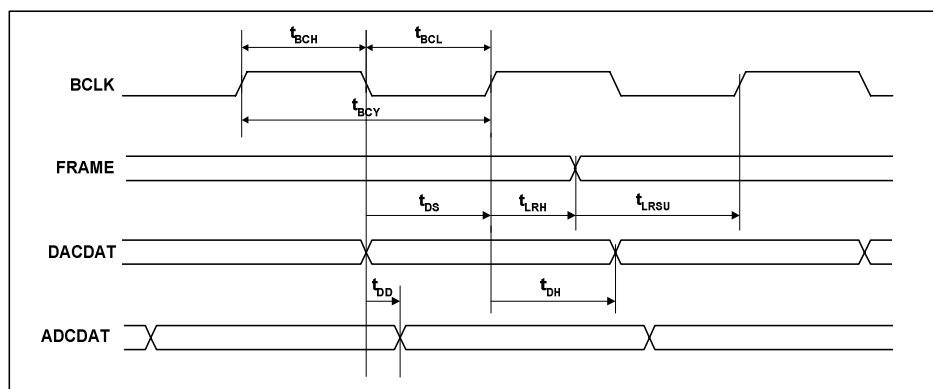 tBCH tBCL
BCLK
tBCY
FRAME
tDS tLRH tLRSU
DACDAT
tDD tDH
ADCDAT